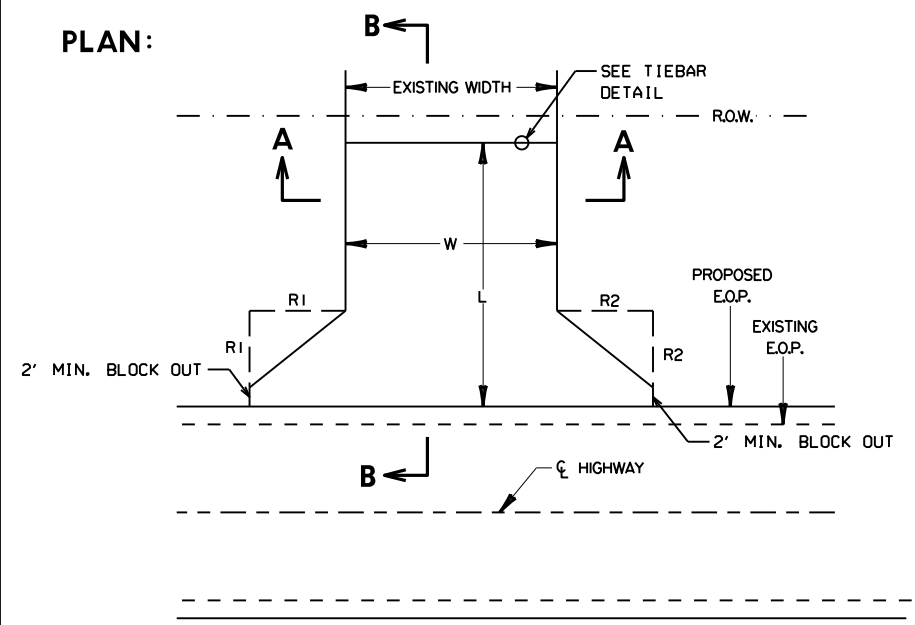 PLAN:
B
EXISTING WIDTH
SEE TIEBAR
DETAIL
R.O.W.
A
A
W
PROPOSED
E.O.P.
L
R1
R2
EXISTING
E.O.P.
R1
R2
2' MIN. BLOCK OUT
2' MIN. BLOCK OUT
B
℄ HIGHWAY